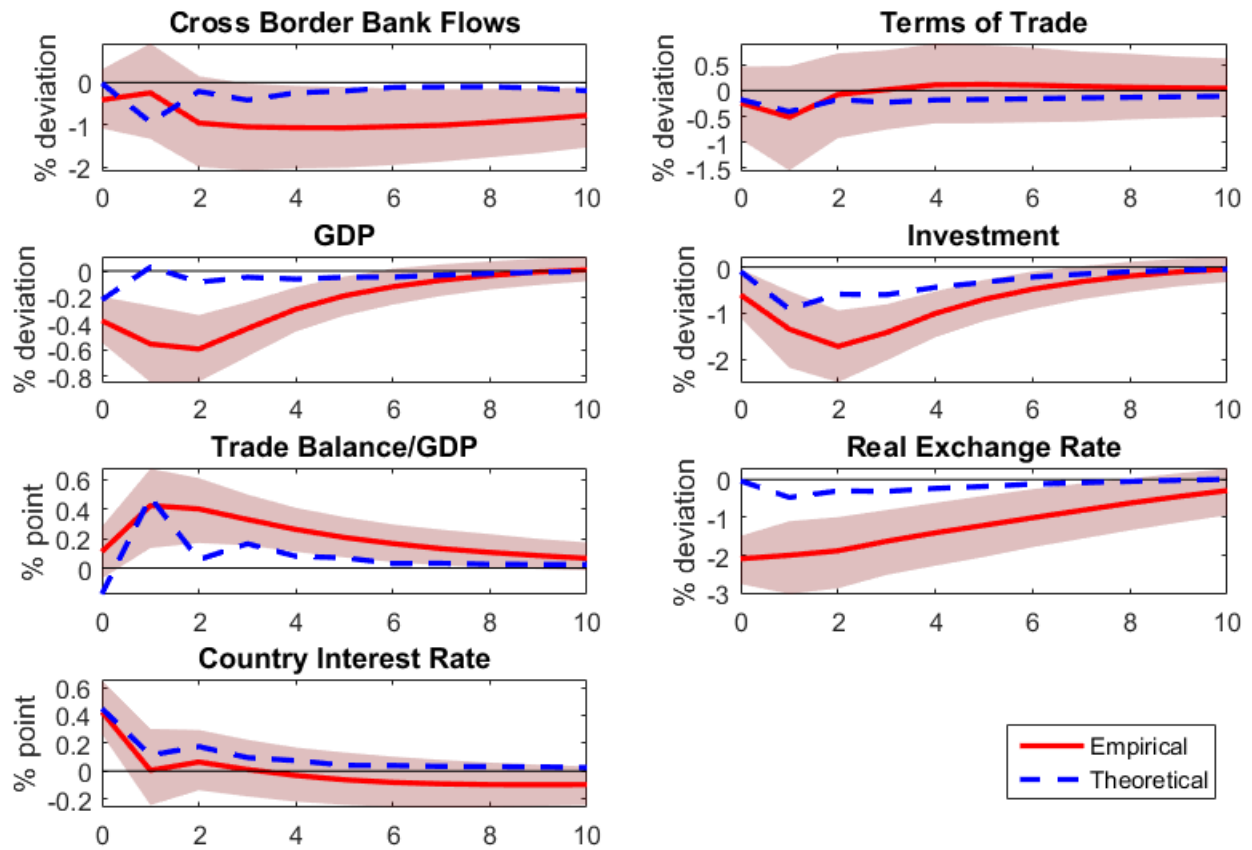 Cross Border Bank Flows
% deviation
0
-1
-2
0 2 4 6 8 10
Terms of Trade
% deviation
0.5
0
-0.5
-1
-1.5
0 2 4 6 8 10
GDP
% deviation
0
-0.2
-0.4
-0.6
-0.8
0 2 4 6 8 10
Investment
% deviation
0
-1
-2
0 2 4 6 8 10
Trade Balance/GDP
% point
0.6
0.4
0.2
0
0 2 4 6 8 10
Real Exchange Rate
% deviation
0
-1
-2
-3
0 2 4 6 8 10
Country Interest Rate
% point
0.6
0.4
0.2
0
-0.2
0 2 4 6 8 10
Empirical
Theoretical